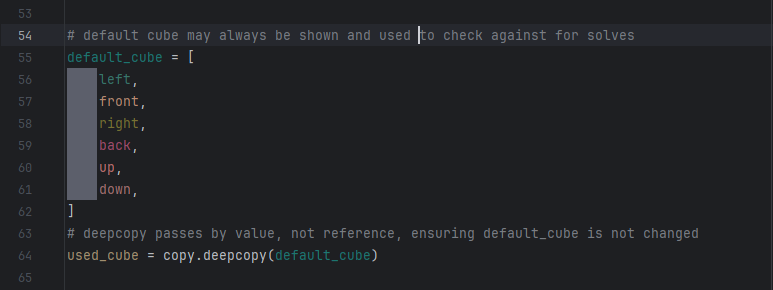 53
54 # default cube may always be shown and used to check against for solves
55 default_cube = [
56     left,
57     front,
58     right,
59     back,
60     up,
61     down,
62 ]
63 # deepcopy passes by value, not reference, ensuring default_cube is not changed
64 used_cube = copy.deepcopy(default_cube)
65